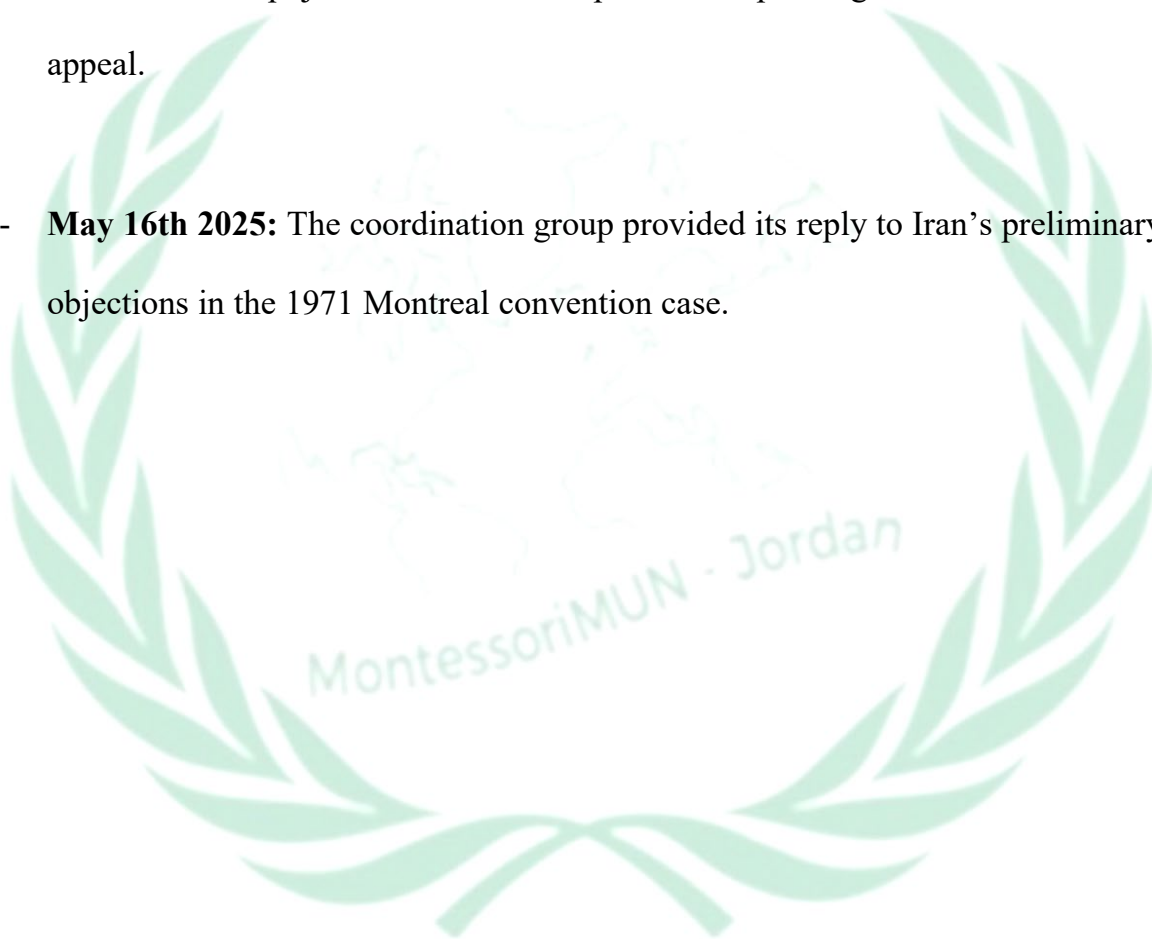 appeal.
- May 16th 2025: The coordination group provided its reply to Iran’s preliminary
objections in the 1971 Montreal convention case.
MontessoriMUN - Jordan